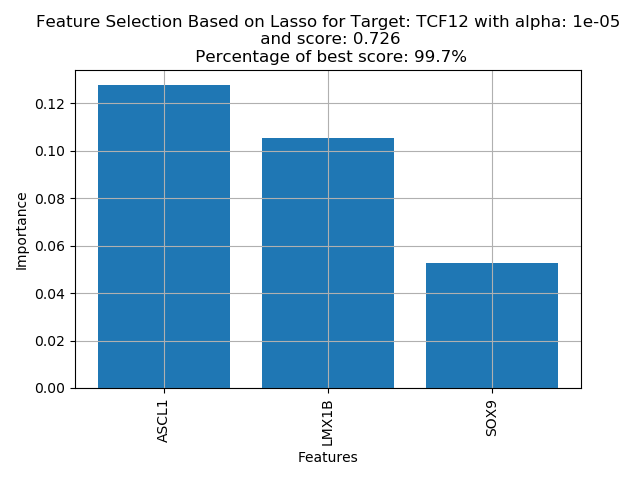 Feature Selection Based on Lasso for Target: TCF12 with alpha: 1e-05
and score: 0.726
Percentage of best score: 99.7%
0.12
0.10
0.08
0.06
0.04
0.02
0.00
Importance
ASCL1
LMX1B
SOX9
Features